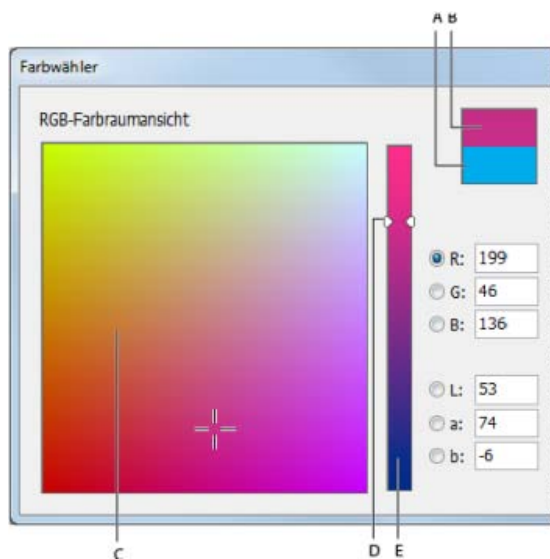 A B
Farbwähler
RGB-Farbraumansicht
R: 199
G: 46
B: 136
L: 53
a: 74
b: -6
C
D E